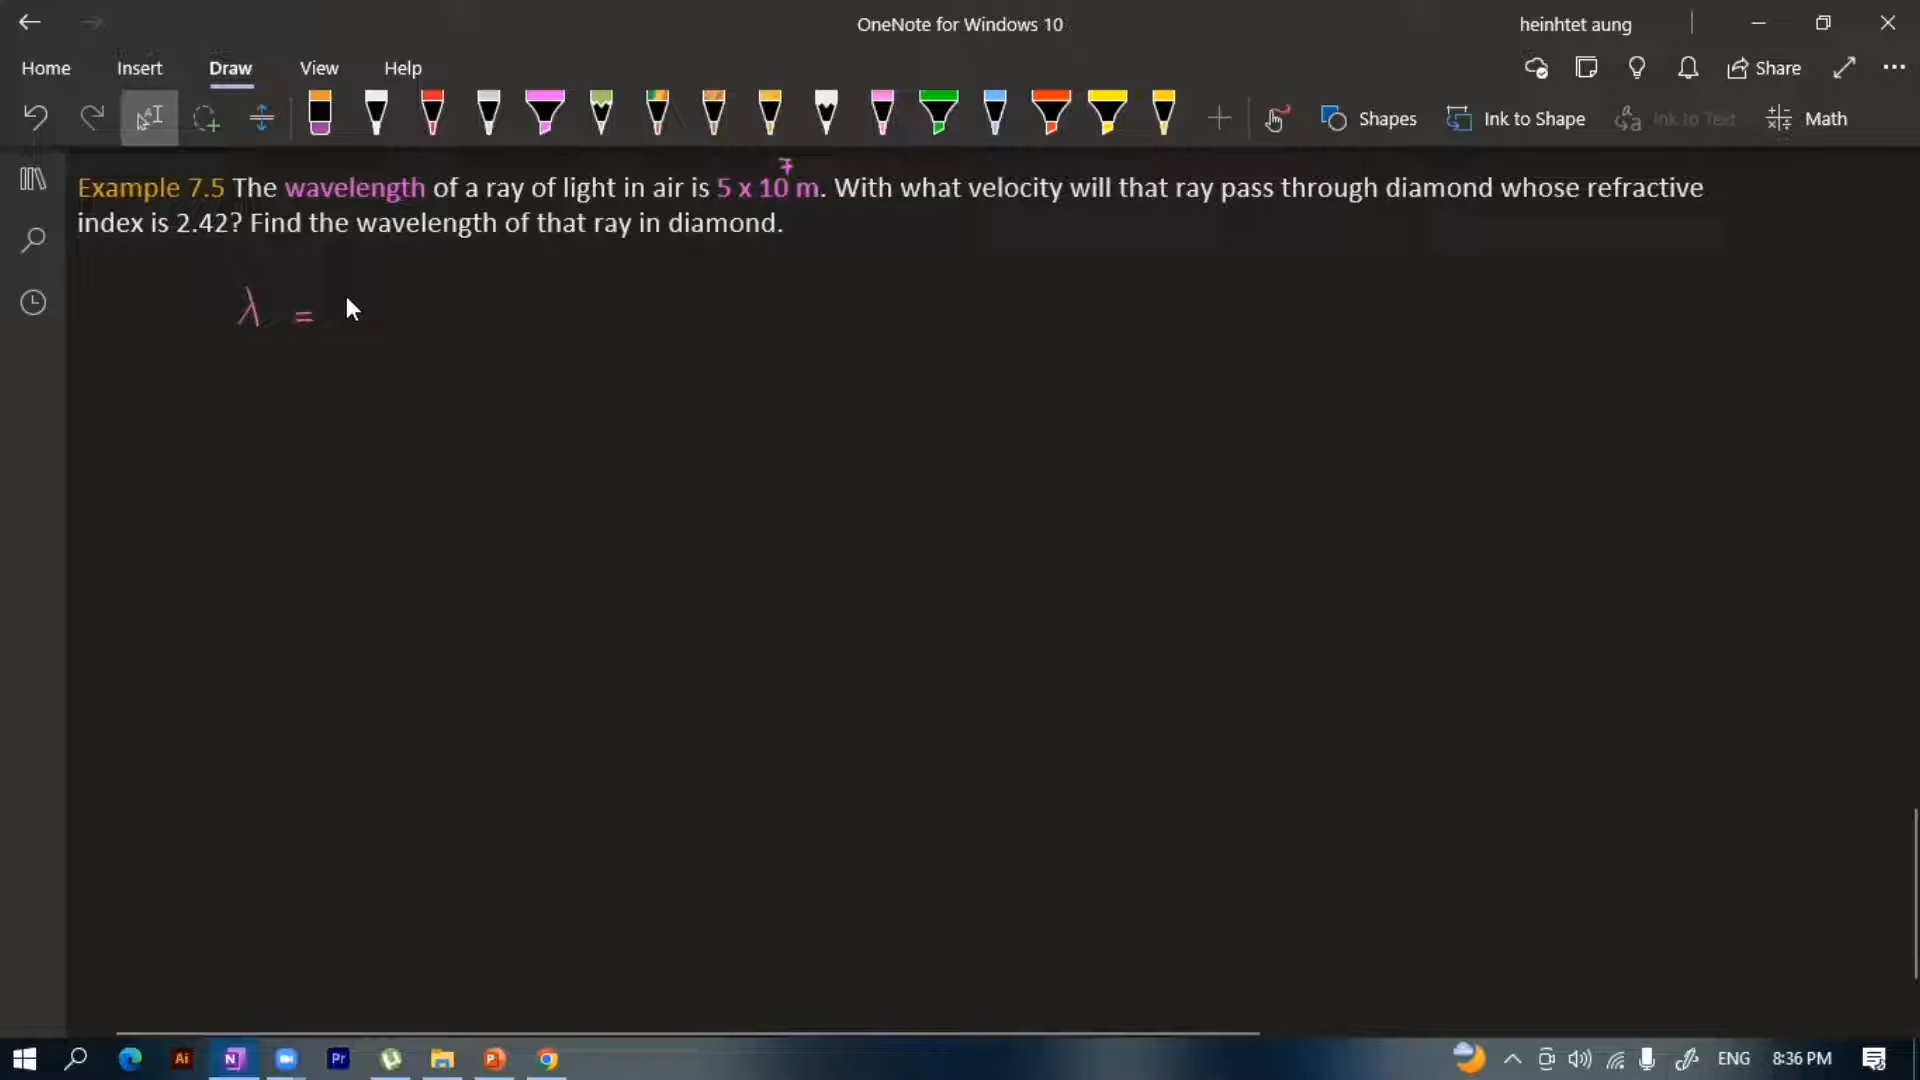 OneNote for Windows 10
heinhtet aung
Home Insert Draw View Help
Share
Shapes Ink to Shape Ink to Text Math
7
Example 7.5 The wavelength of a ray of light in air is 5 x 10 m. With what velocity will that ray pass through diamond whose refractive
index is 2.42? Find the wavelength of that ray in diamond.
λ =
ENG 8:36 PM